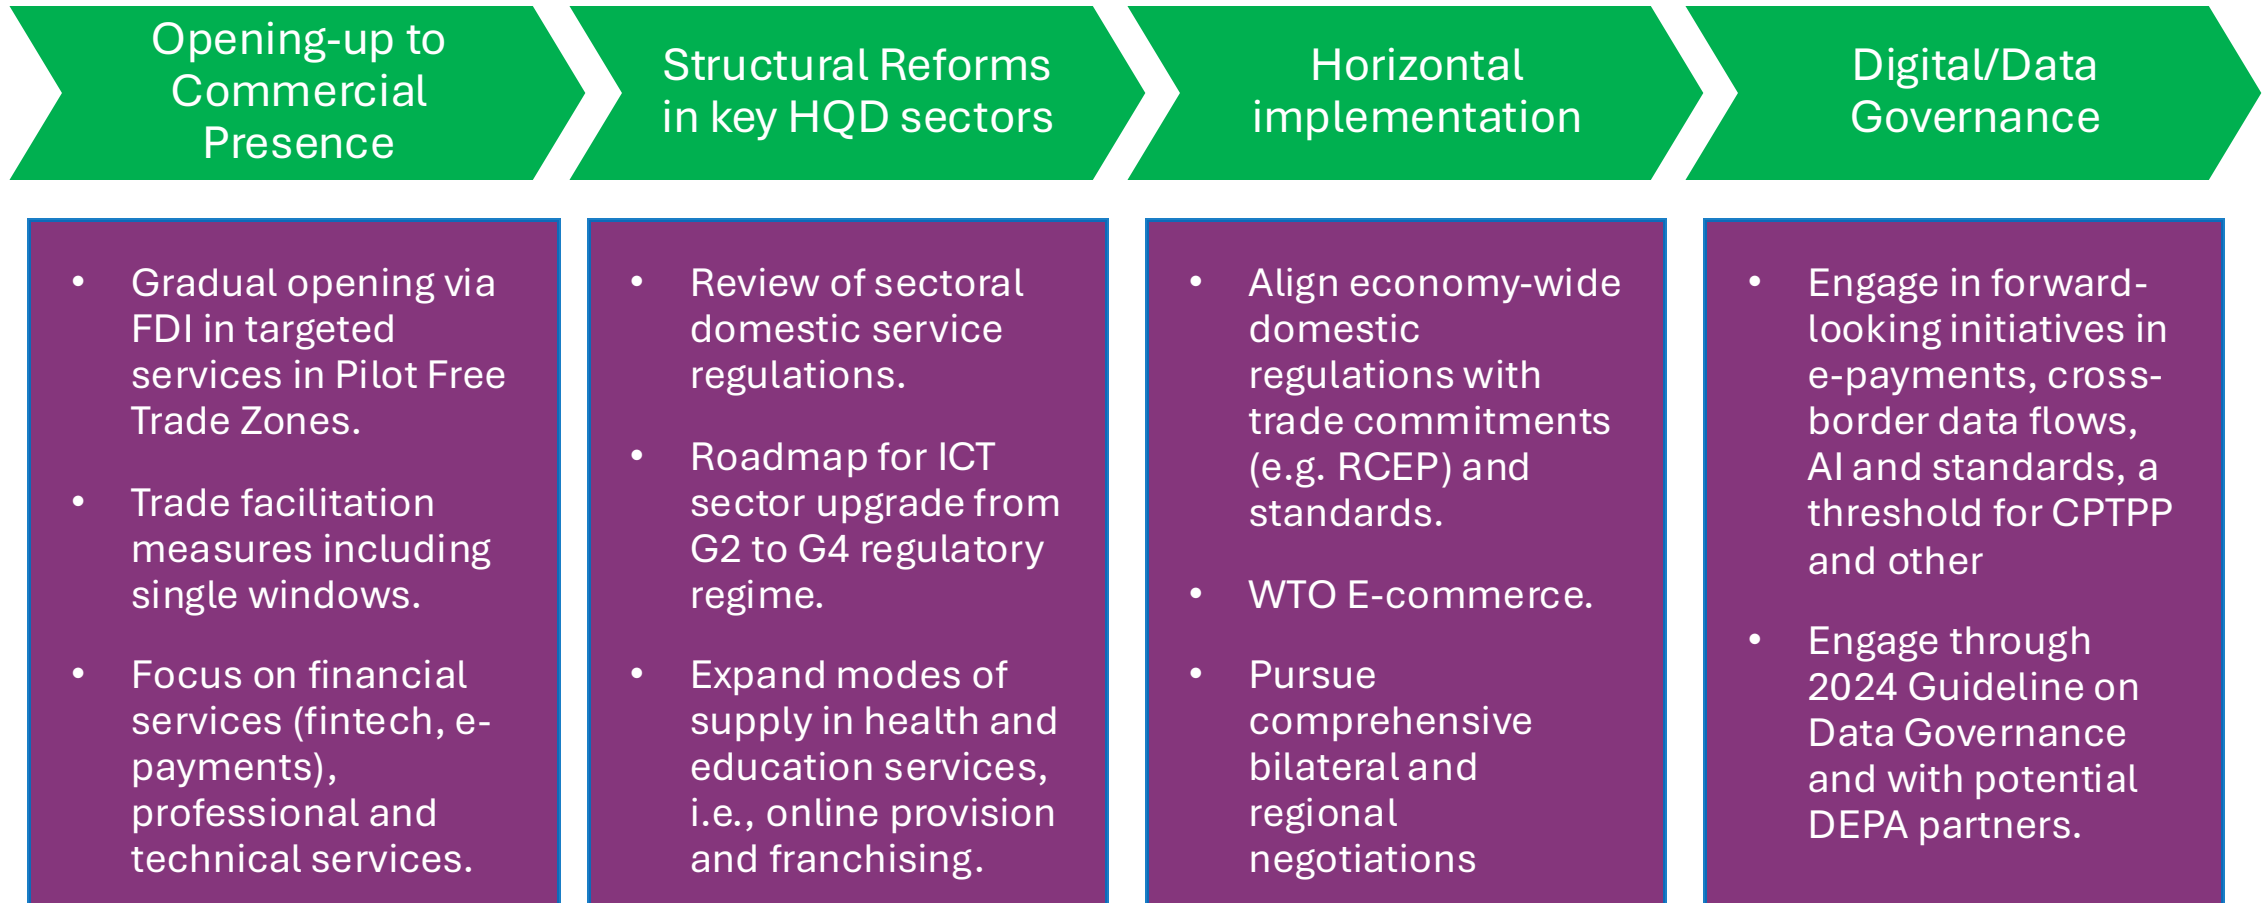 Opening-up to
Commercial
Presence
Structural Reforms
in key HQD sectors
Horizontal
implementation
Digital/Data
Governance
• Gradual opening via
FDI in targeted
services in Pilot Free
Trade Zones.
• Trade facilitation
measures including
single windows.
• Focus on financial
services (fintech, e-
payments),
professional and
technical services.
• Review of sectoral
domestic service
regulations.
• Roadmap for ICT
sector upgrade from
G2 to G4 regulatory
regime.
• Expand modes of
supply in health and
education services,
i.e., online provision
and franchising.
• Align economy-wide
domestic
regulations with
trade commitments
(e.g. RCEP) and
standards.
• WTO E-commerce.
• Pursue
comprehensive
bilateral and
regional
negotiations
• Engage in forward-
looking initiatives in
e-payments, cross-
border data flows,
AI and standards, a
threshold for CPTPP
and other
• Engage through
2024 Guideline on
Data Governance
and with potential
DEPA partners.